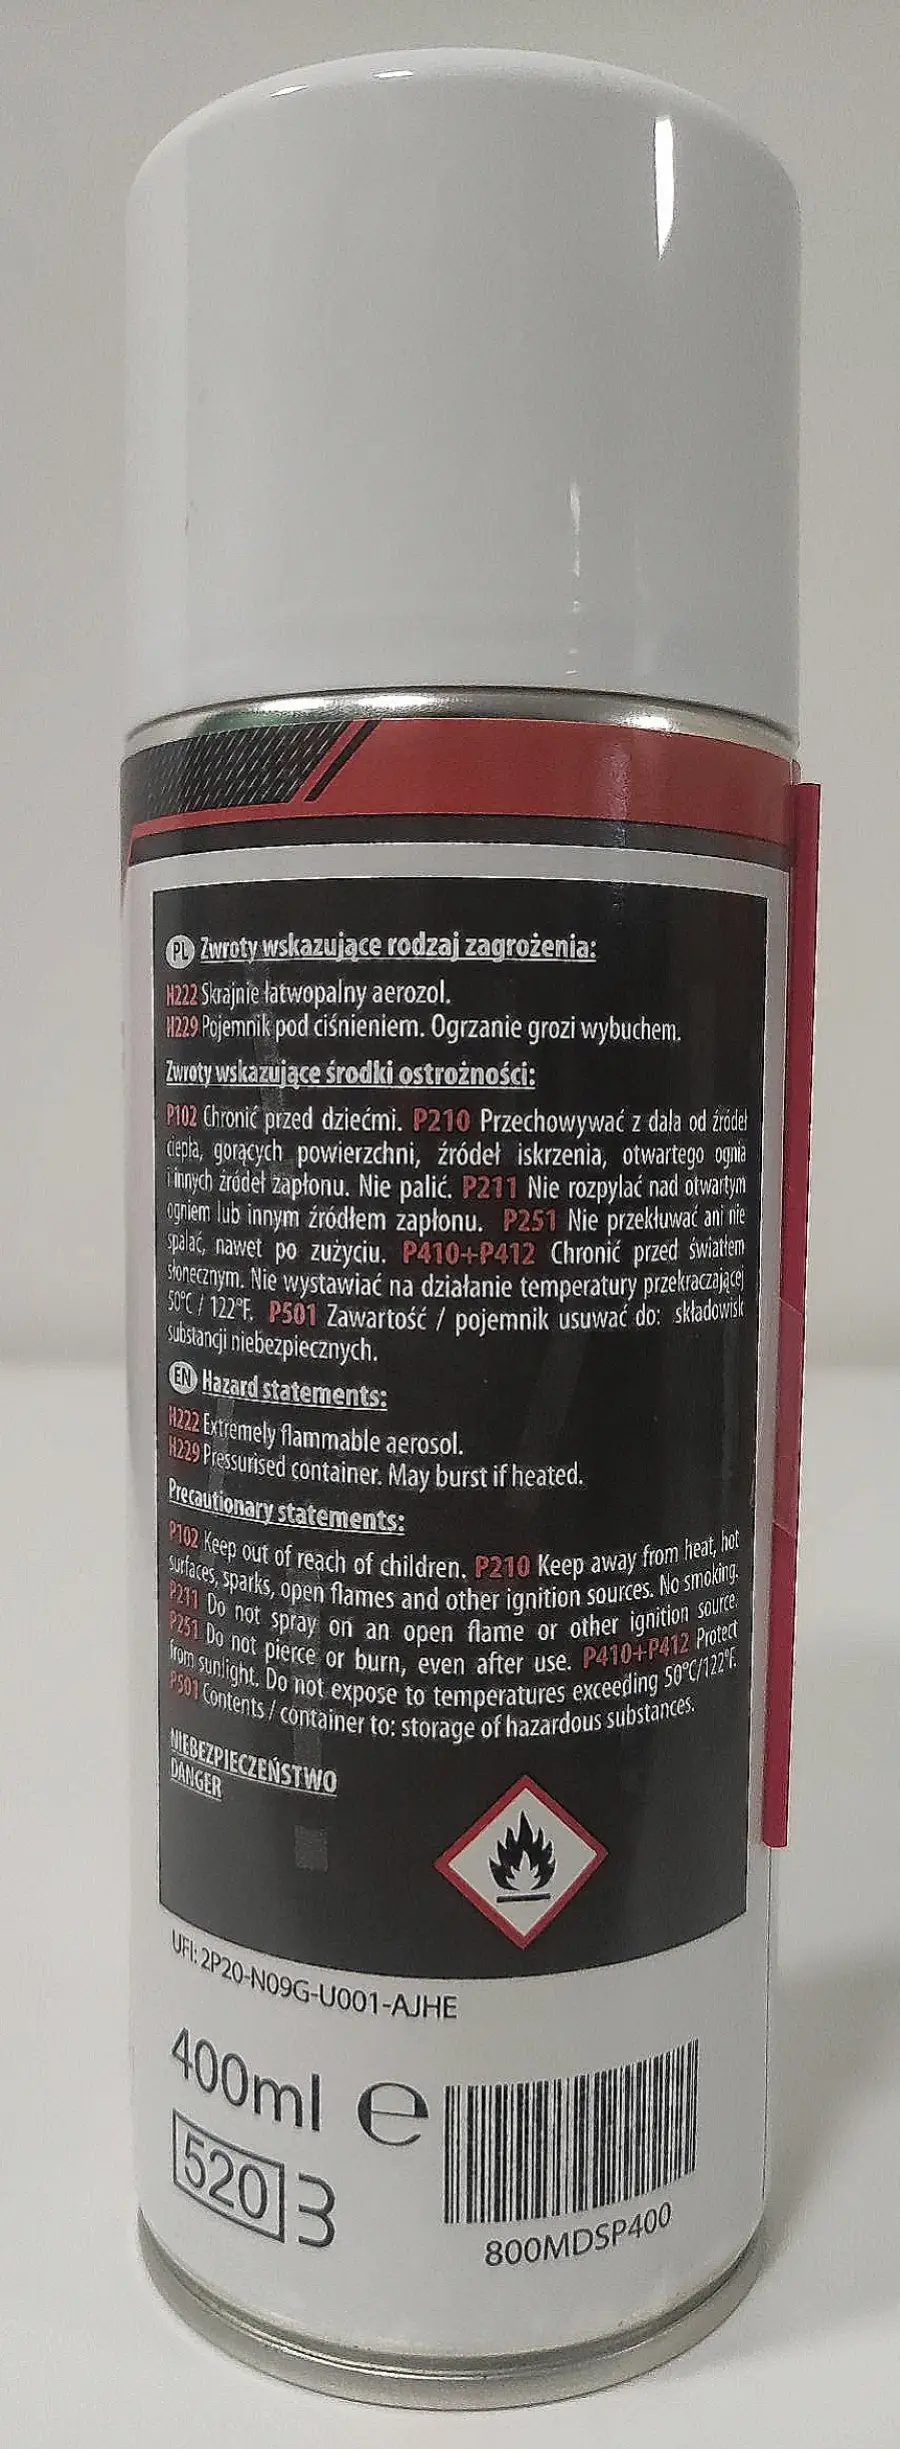 PL Zwroty wskazujące rodzaj zagrożenia:
H222 Skrajnie łatwopalny aerozol.
H229 Pojemnik pod ciśnieniem. Ogrzanie grozi wybuchem.
Zwroty wskazujące środki ostrożności:
P102 Chronić przed dziećmi. P210 Przechowywać z dala od źródeł
ciepła, gorących powierzchni, źródeł iskrzenia, otwartego ognia
i innych źródeł zapłonu. Nie palić. P211 Nie rozpylać nad otwartym
ogniem lub innym źródłem zapłonu. P251 Nie przekłuwać ani nie
spalać, nawet po zużyciu. P410+P412 Chronić przed światłem
słonecznym. Nie wystawiać na działanie temperatury przekraczającej
50°C / 122°F. P501 Zawartość / pojemnik usuwać do: składowisk
substancji niebezpiecznych.
EN Hazard statements:
H222 Extremely flammable aerosol.
H229 Pressurised container. May burst if heated.
Precautionary statements:
P102 Keep out of reach of children. P210 Keep away from heat, hot
surfaces, sparks, open flames and other ignition sources. No smoking.
P211 Do not spray on an open flame or other ignition source.
P251 Do not pierce or burn, even after use. P410+P412 Protect
from sunlight. Do not expose to temperatures exceeding 50°C/122°F.
P501 Contents / container to: storage of hazardous substances.
NIEBEZPIECZEŃSTWO
DANGER
UFI: 2P20-N09G-U001-AJHE
400ml e
520 3
800MDSP400